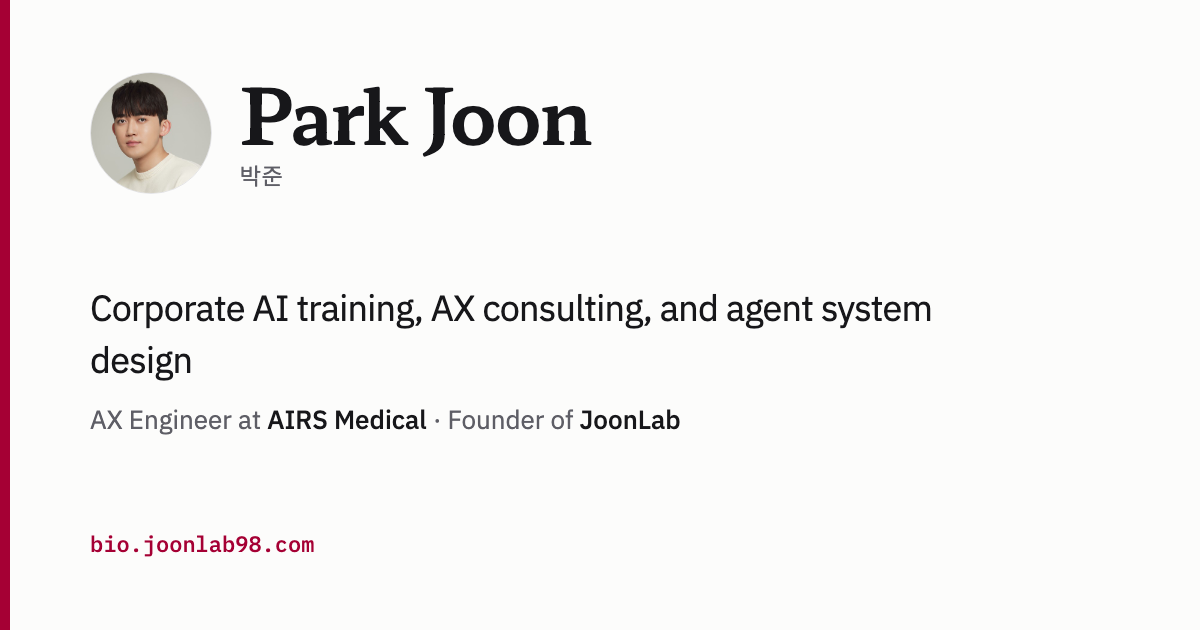 Park Joon
박준
Corporate AI training, AX consulting, and agent system
design
AX Engineer at AIRS Medical · Founder of JoonLab
bio.joonlab98.com